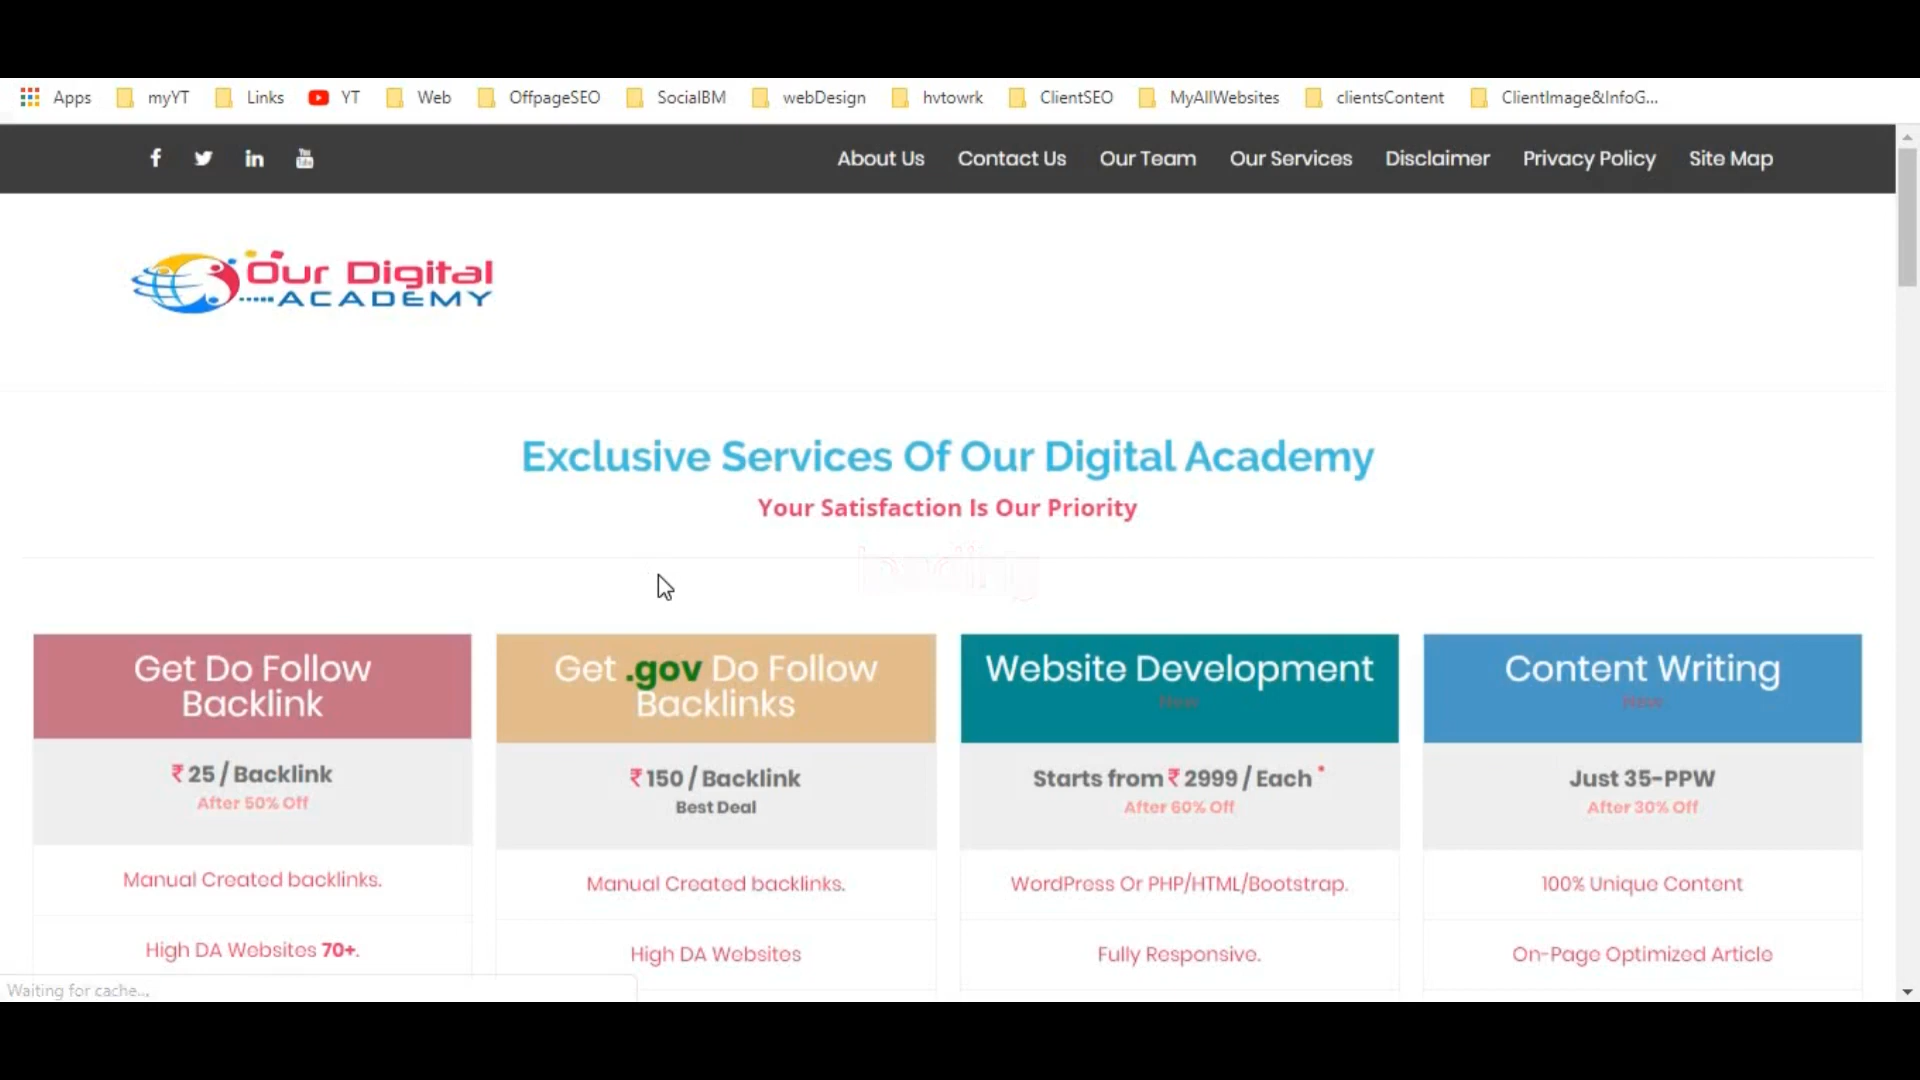 Apps myYT Links YT Web OffpageSEO SocialBM webDesign hvtowrk ClientSEO MyAllWebsites clientsContent ClientImage&InfoG...
About Us Contact Us Our Team Our Services Disclaimer Privacy Policy Site Map
Our Digital
ACADEMY
Exclusive Services Of Our Digital Academy
Your Satisfaction Is Our Priority
loading
Get Do Follow
Backlink
₹ 25 / Backlink
After 50% Off
Manual Created backlinks.
High DA Websites 70+.
Get .gov Do Follow
Backlinks
₹ 150 / Backlink
Best Deal
Manual Created backlinks.
High DA Websites
Website Development
New
Starts from ₹ 2999 / Each *
After 60% Off
WordPress Or PHP/HTML/Bootstrap.
Fully Responsive.
Content Writing
New
Just 35-PPW
After 30% Off
100% Unique Content
On-Page Optimized Article
Waiting for cache...